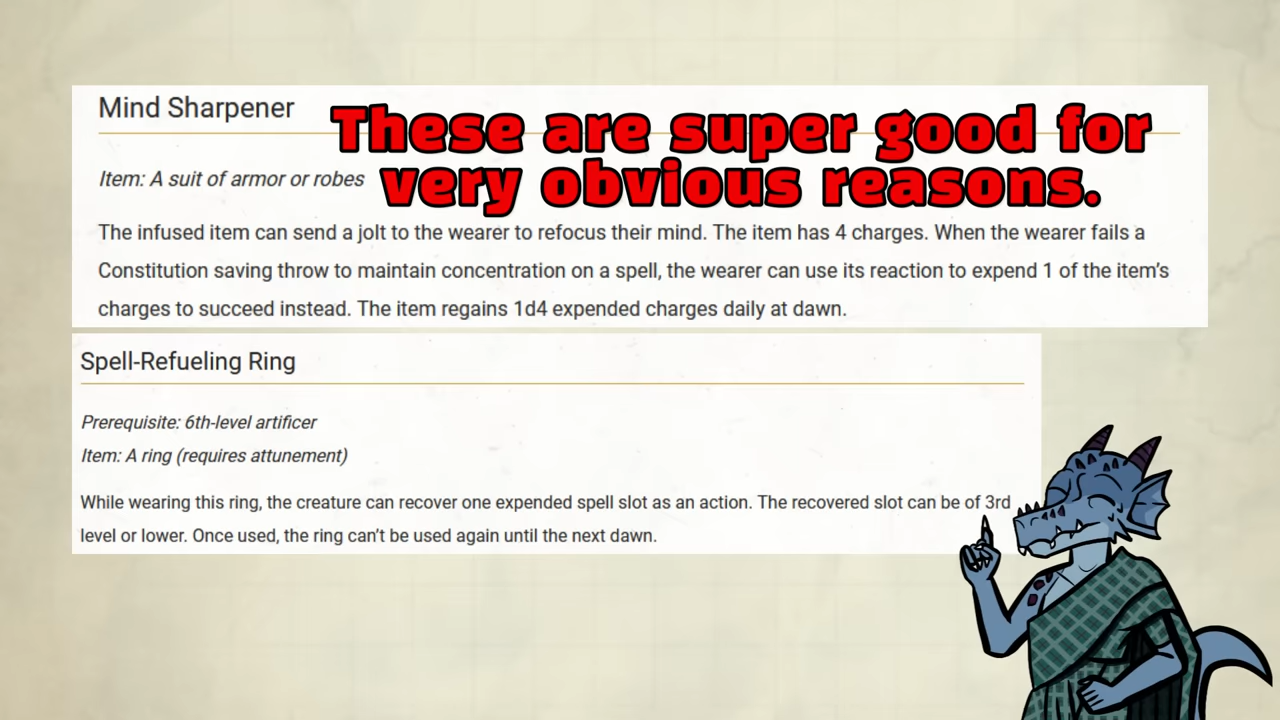 Mind Sharpener
These are super good for
very obvious reasons.
Item: A suit of armor or robes
The infused item can send a jolt to the wearer to refocus their mind. The item has 4 charges. When the wearer fails a
Constitution saving throw to maintain concentration on a spell, the wearer can use its reaction to expend 1 of the item’s
charges to succeed instead. The item regains 1d4 expended charges daily at dawn.
Spell-Refueling Ring
Prerequisite: 6th-level artificer
Item: A ring (requires attunement)
While wearing this ring, the creature can recover one expended spell slot as an action. The recovered slot can be of 3rd
level or lower. Once used, the ring can’t be used again until the next dawn.